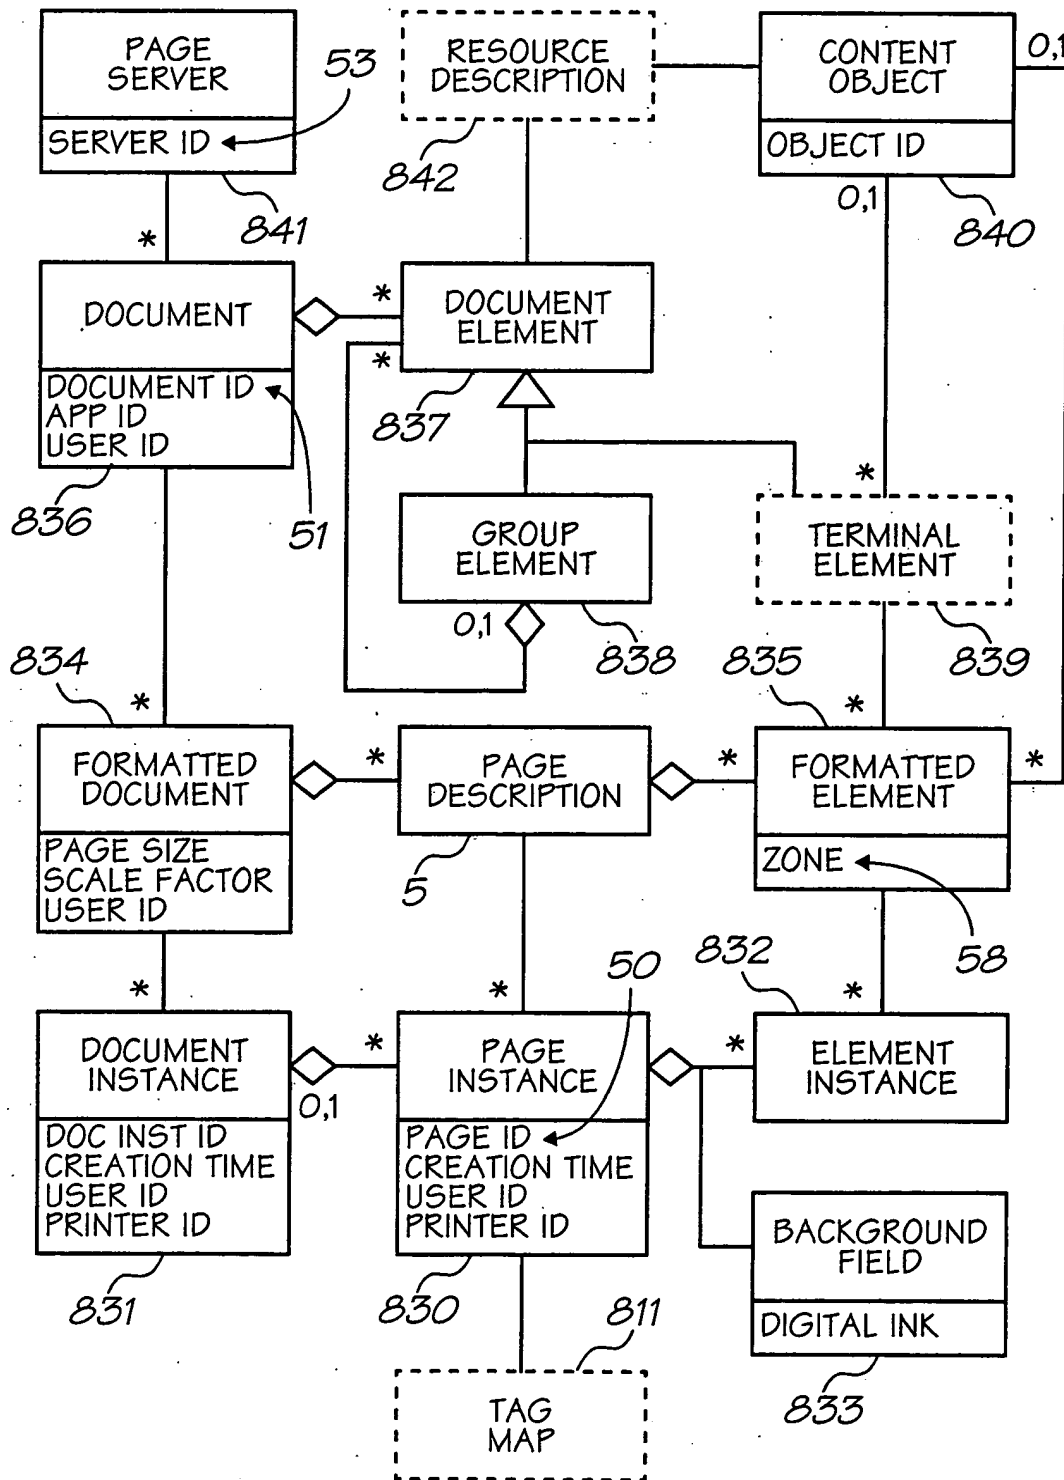 PAGE
SERVER
SERVER ID
53
841
*
RESOURCE
DESCRIPTION
842
CONTENT
OBJECT
OBJECT ID
0,1
0,1
840
DOCUMENT
DOCUMENT ID
APP ID
USER ID
836
51
*
*
DOCUMENT
ELEMENT
837
GROUP
ELEMENT
0,1
838
*
TERMINAL
ELEMENT
839
834
*
FORMATTED
DOCUMENT
PAGE SIZE
SCALE FACTOR
USER ID
*
PAGE
DESCRIPTION
5
835
*
*
*
FORMATTED
ELEMENT
ZONE
58
*
DOCUMENT
INSTANCE
0,1
DOC INST ID
CREATION TIME
USER ID
PRINTER ID
831
*
*
50
PAGE
INSTANCE
PAGE ID
CREATION TIME
USER ID
PRINTER ID
830
832
*
*
ELEMENT
INSTANCE
BACKGROUND
FIELD
DIGITAL INK
833
811
TAG
MAP